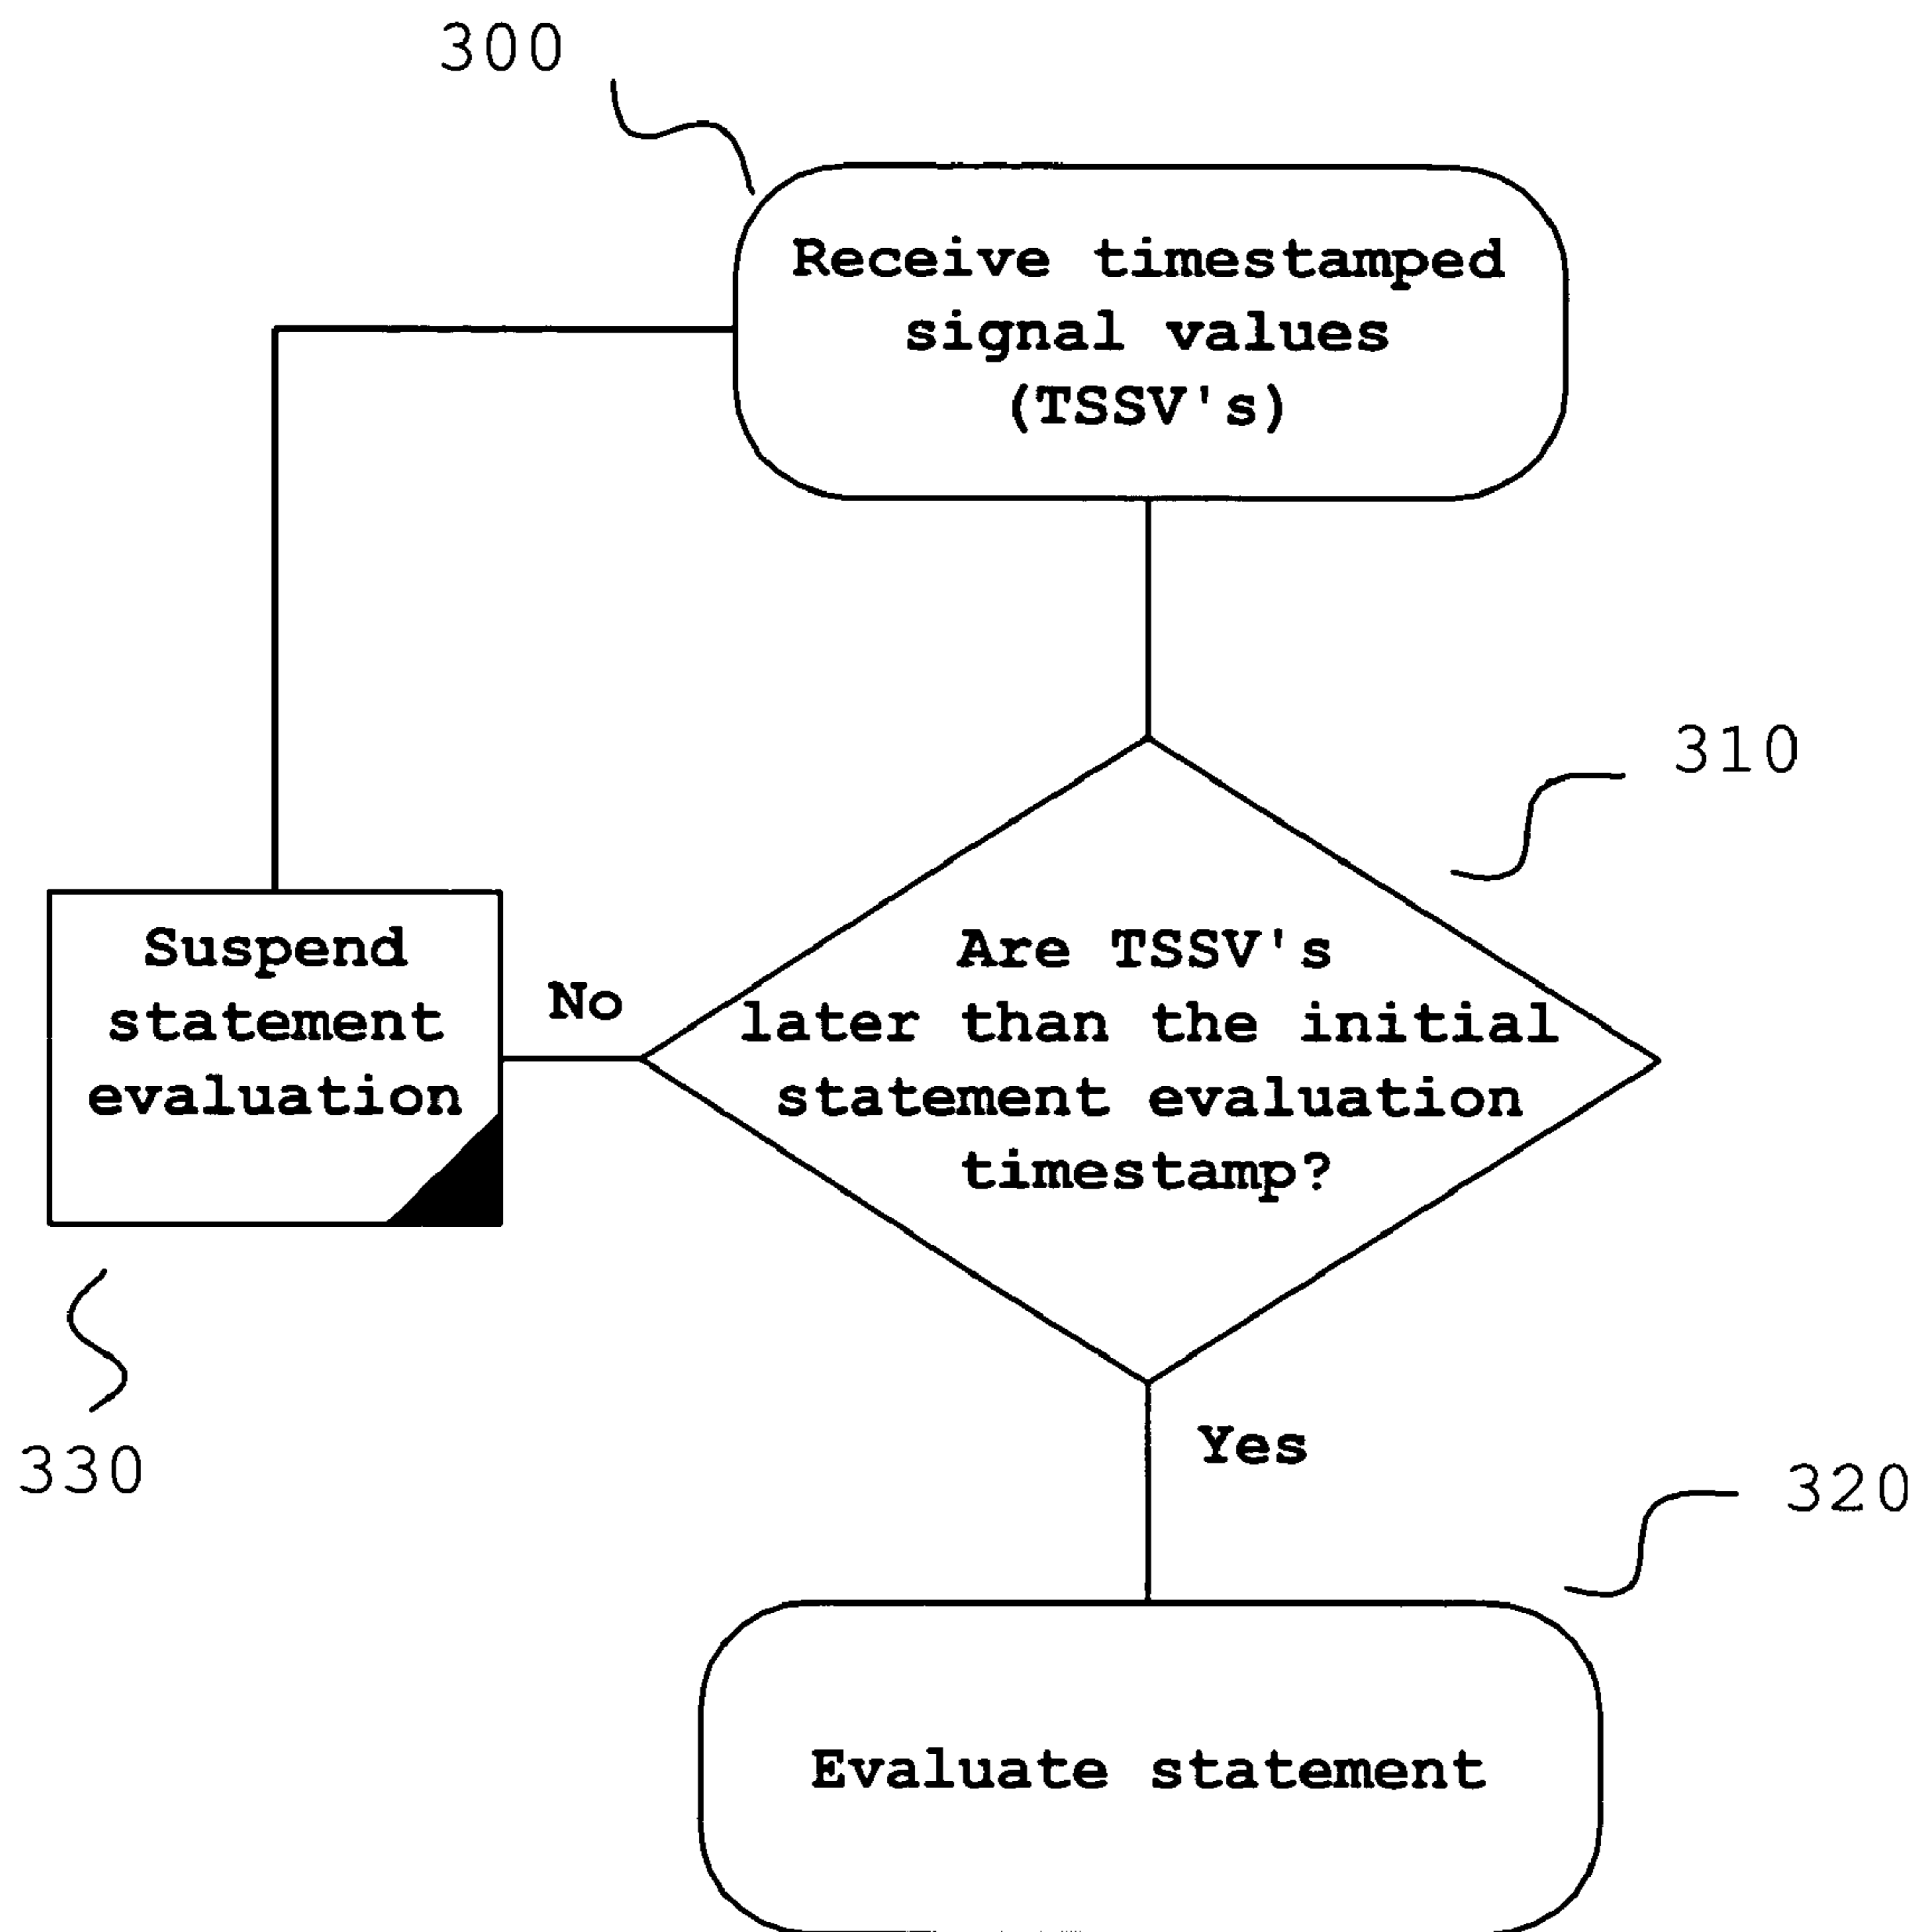 300
Receive timestamped
signal values
(TSSV's)
310
Are TSSV's
later than the initial
statement evaluation
timestamp?
No
Suspend
statement
evaluation
330
Yes
320
Evaluate statement